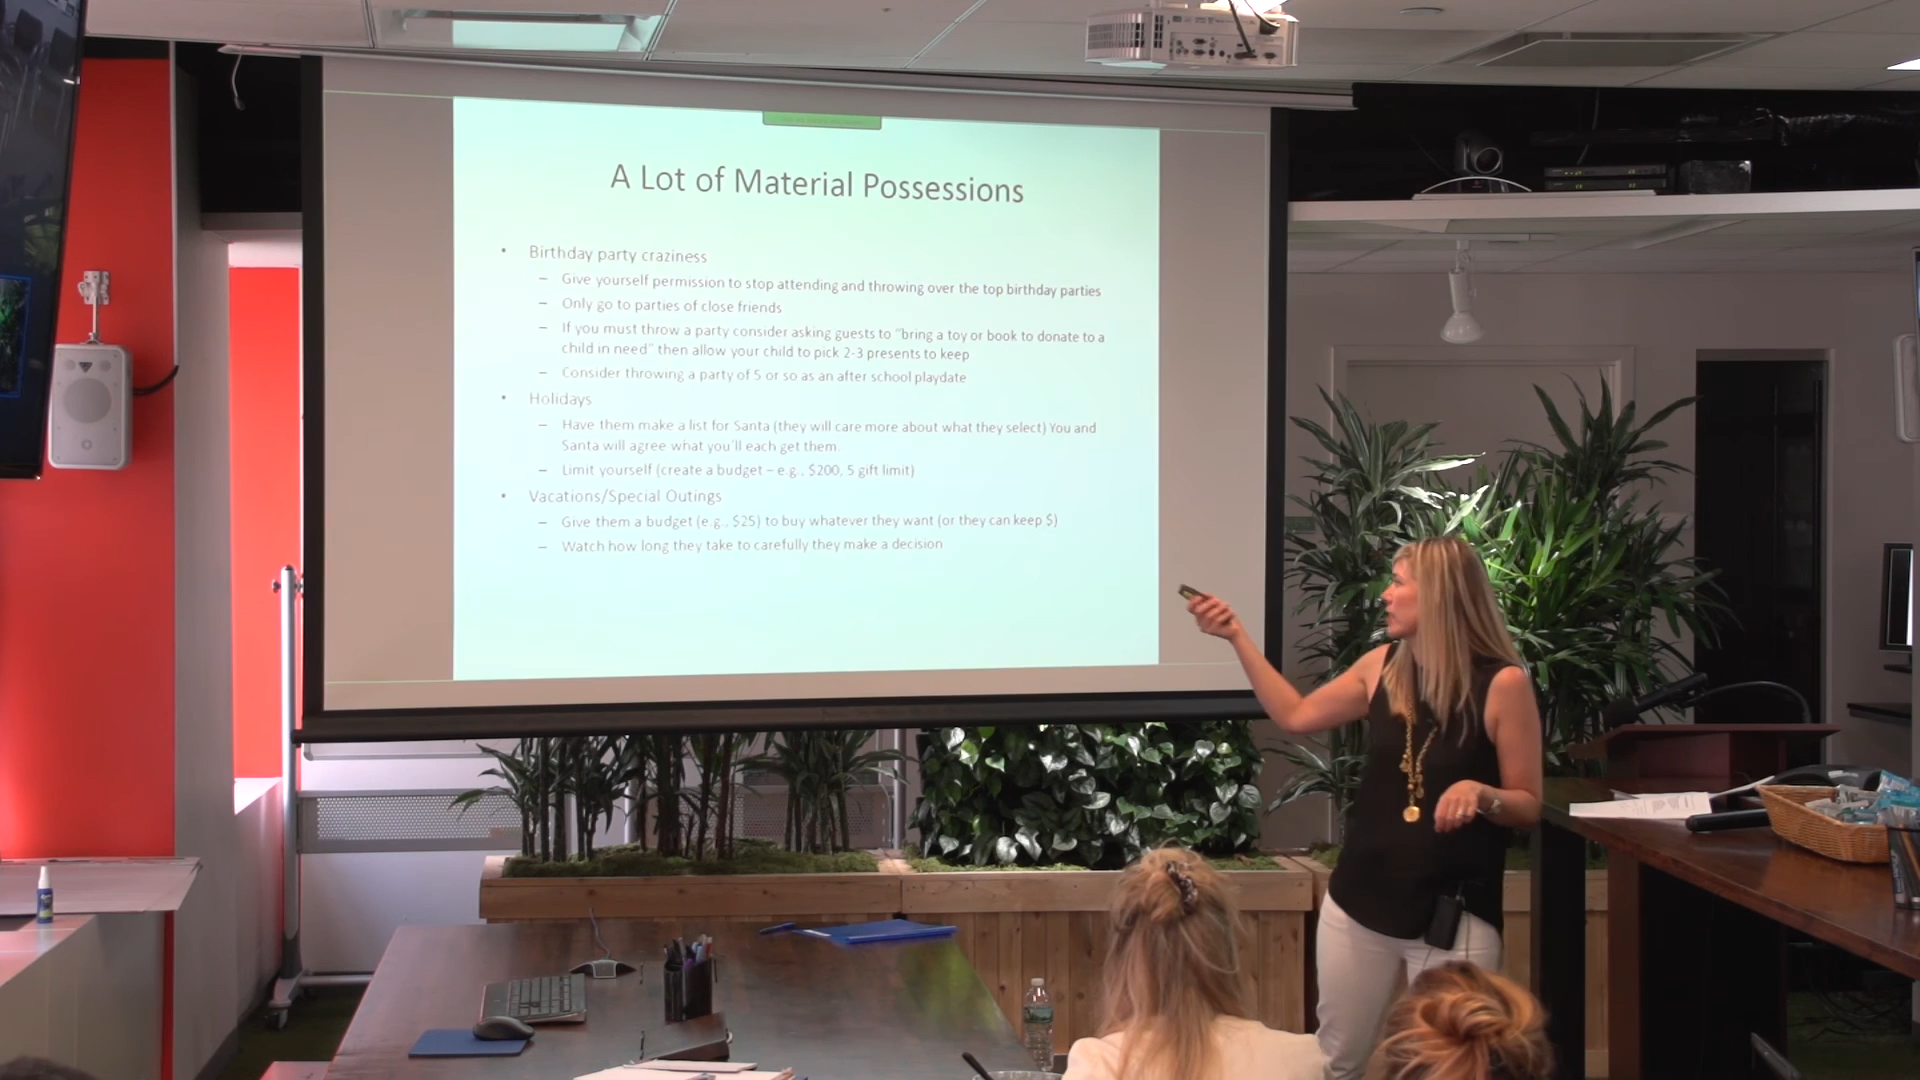 A Lot of Material Possessions
• Birthday party craziness
– Give yourself permission to stop attending and throwing over the top birthday parties
– Only go to parties of close friends
– If you must throw a party consider asking guests to "bring a toy or book to donate to a
child in need" then allow your child to pick 2-3 presents to keep
– Consider throwing a party of 5 or so as an after school playdate
• Holidays
– Have them make a list for Santa (they will care more about what they select) You and
Santa will agree what you'll each get them.
– Limit yourself (create a budget – e.g., $200, 5 gift limit)
• Vacations/Special Outings
– Give them a budget (e.g., $25) to buy whatever they want (or they can keep $)
– Watch how long they take to carefully they make a decision